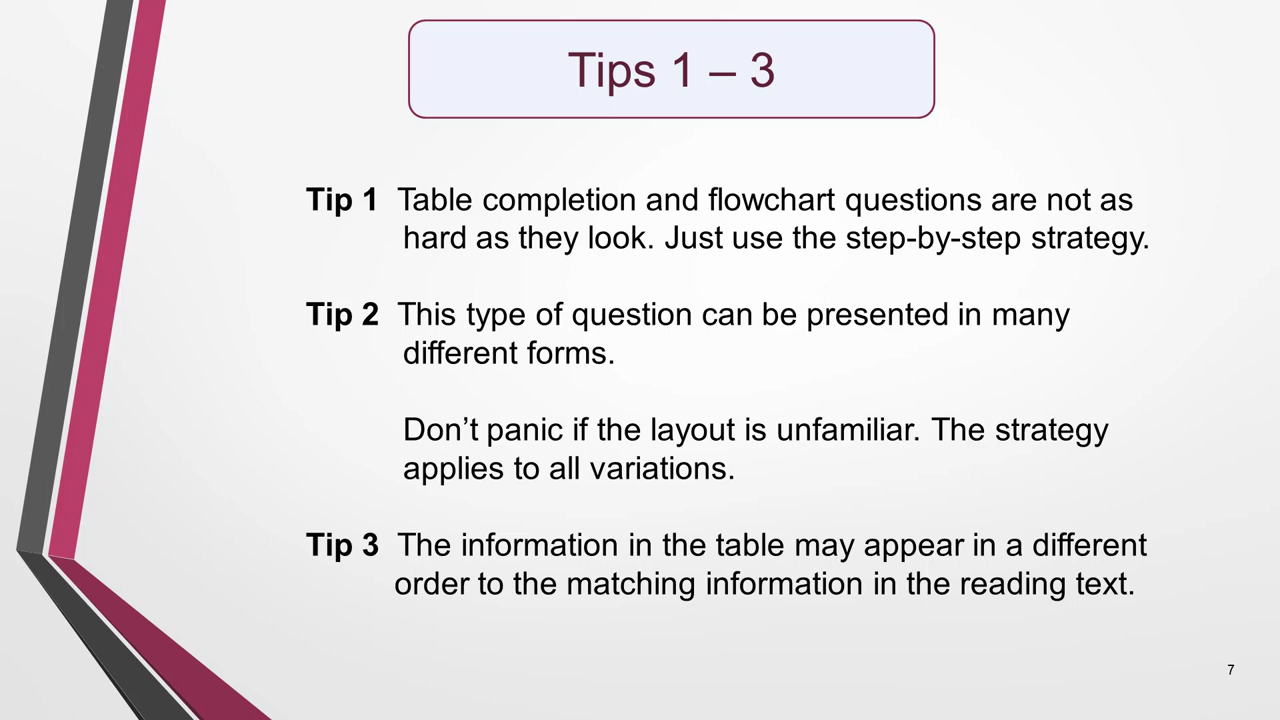 Tips 1 – 3
Tip 1 Table completion and flowchart questions are not as
hard as they look. Just use the step-by-step strategy.
Tip 2 This type of question can be presented in many
different forms.
Don’t panic if the layout is unfamiliar. The strategy
applies to all variations.
Tip 3 The information in the table may appear in a different
order to the matching information in the reading text.
7